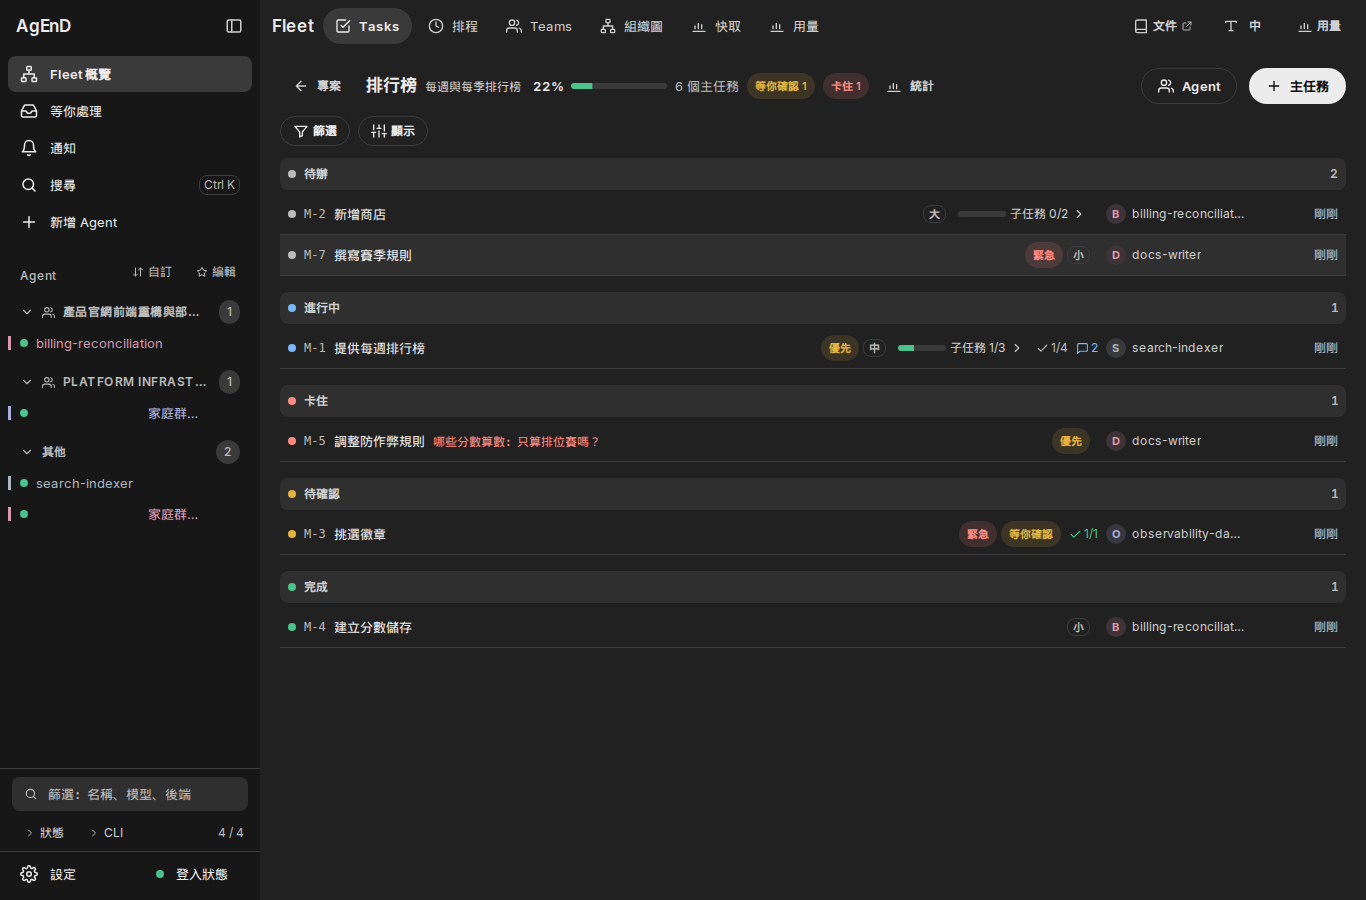 AgEnD
Fleet 概覽
等你處理
通知
搜尋 Ctrl K
新增 Agent
Agent 自訂 編輯
產品官網前端重構與部... 1
billing-reconciliation
PLATFORM INFRAST... 1
家庭群...
其他 2
search-indexer
家庭群...
篩選：名稱、模型、後端
狀態 CLI 4 / 4
設定 登入狀態
Fleet Tasks 排程 Teams 組織圖 快取 用量 文件 中 用量
專案 排行榜 每週與每季排行榜 22% 6 個主任務 等你確認 1 卡住 1 統計 Agent 主任務
篩選 顯示
待辦 2
M-2 新增商店 大 子任務 0/2 B billing-reconciliat... 剛剛
M-7 撰寫賽季規則 緊急 小 D docs-writer 剛剛
進行中 1
M-1 提供每週排行榜 優先 中 子任務 1/3 1/4 2 S search-indexer 剛剛
卡住 1
M-5 調整防作弊規則 哪些分數算數：只算排位賽嗎？ 優先 D docs-writer 剛剛
待確認 1
M-3 挑選徽章 緊急 等你確認 1/1 O observability-da... 剛剛
完成 1
M-4 建立分數儲存 小 B billing-reconciliat... 剛剛